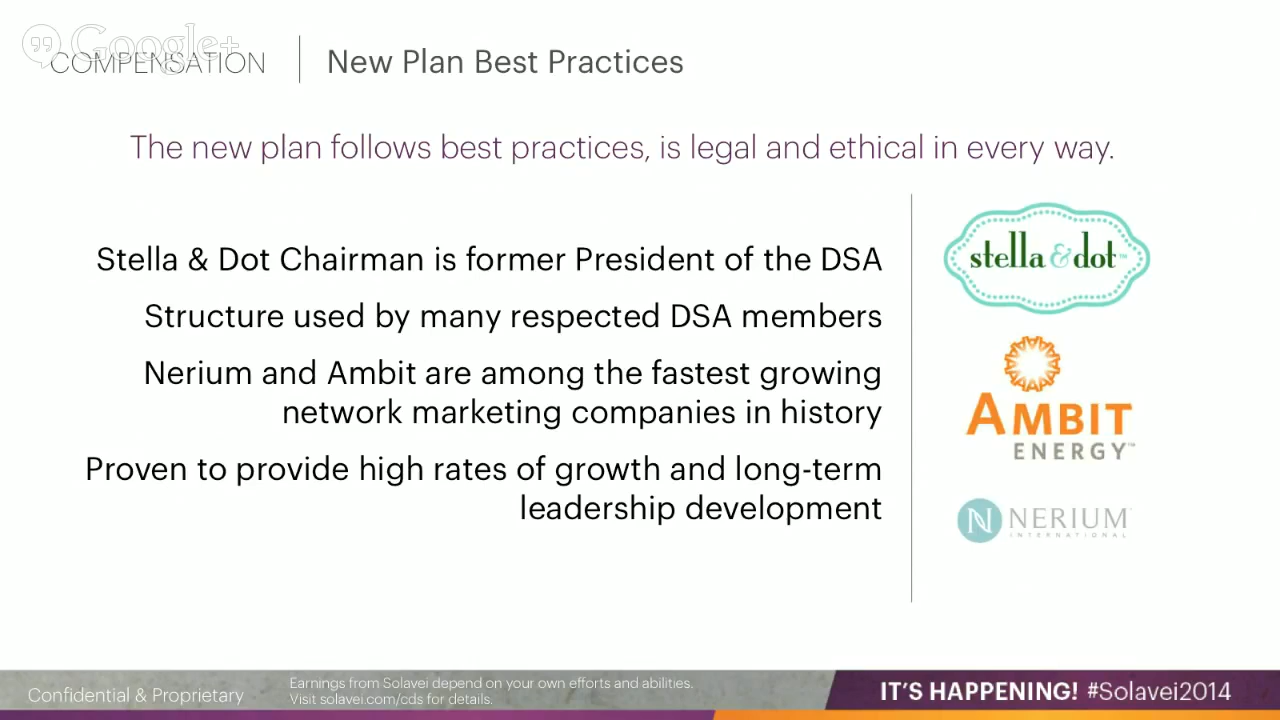 Google+
COMPENSATION
New Plan Best Practices
The new plan follows best practices, is legal and ethical in every way.
Stella & Dot Chairman is former President of the DSA
Structure used by many respected DSA members
Nerium and Ambit are among the fastest growing
network marketing companies in history
Proven to provide high rates of growth and long-term
leadership development
stella & dot™
AMBIT
ENERGY™
NERIUM
INTERNATIONAL
Confidential & Proprietary
Earnings from Solavei depend on your own efforts and abilities.
Visit solavei.com/cds for details.
IT'S HAPPENING! #Solavei2014